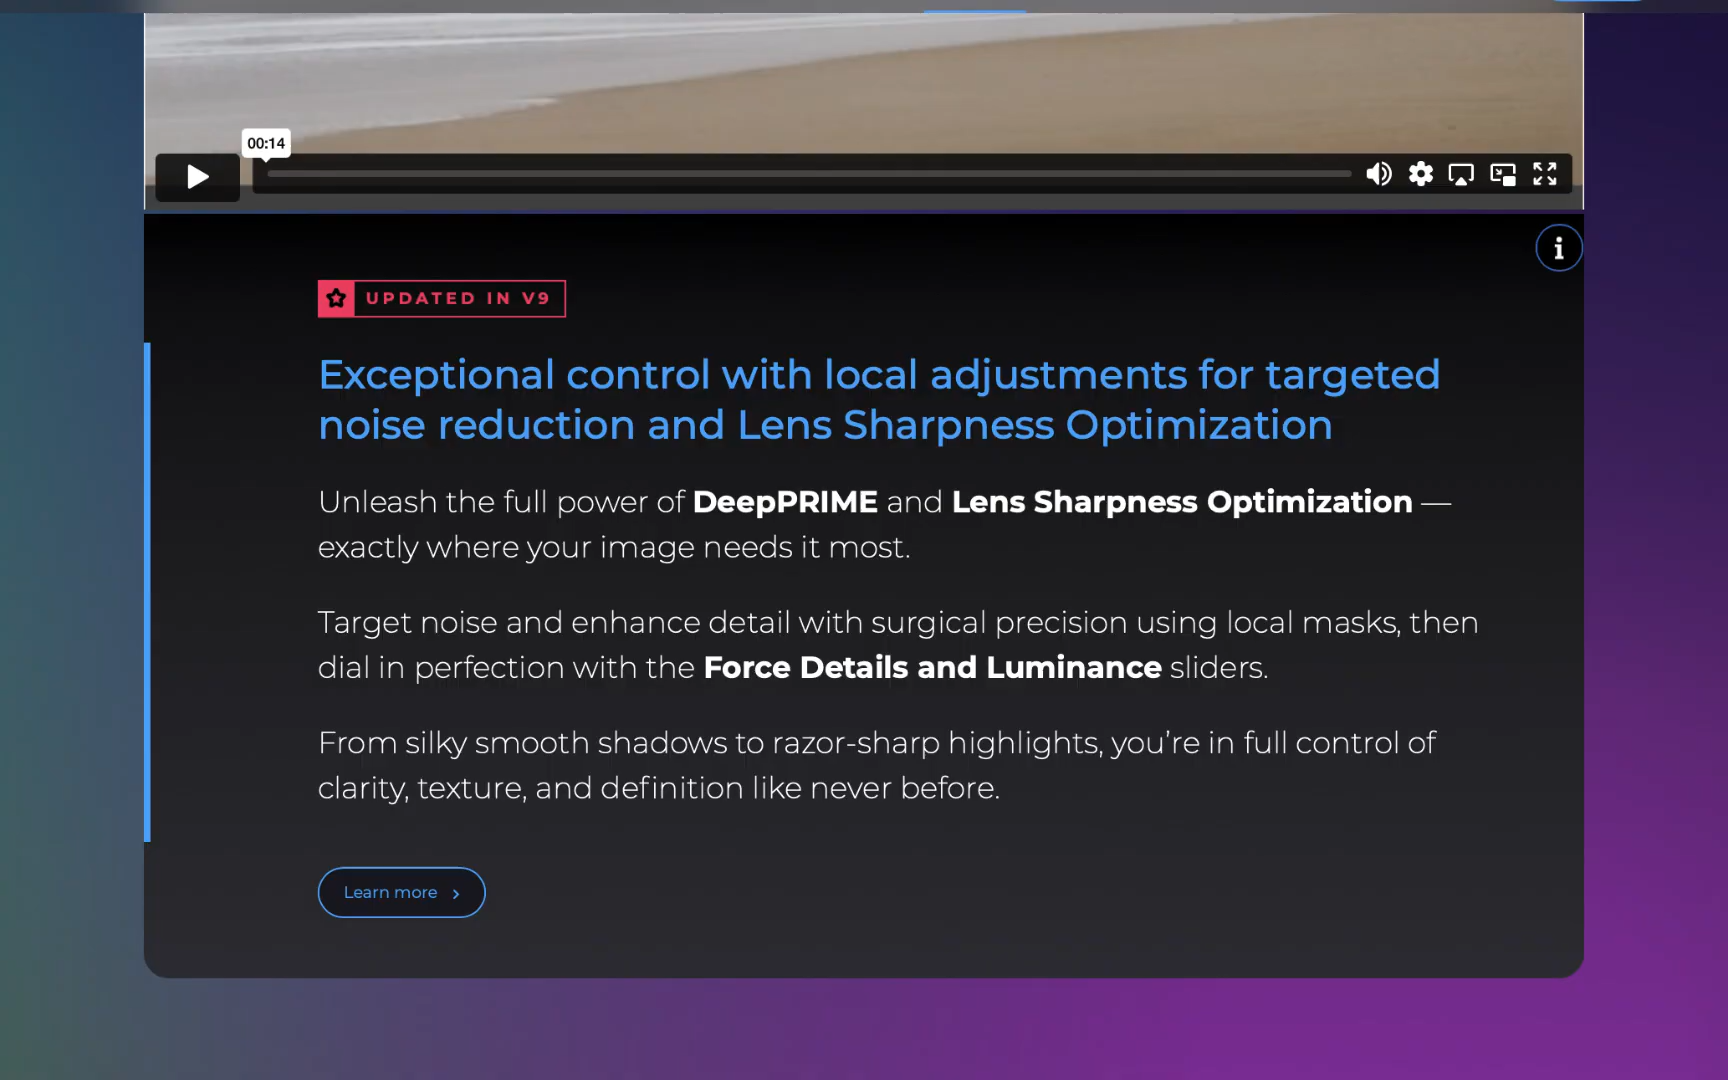 00:14
UPDATED IN V9
Exceptional control with local adjustments for targeted
noise reduction and Lens Sharpness Optimization
Unleash the full power of DeepPRIME and Lens Sharpness Optimization —
exactly where your image needs it most.
Target noise and enhance detail with surgical precision using local masks, then
dial in perfection with the Force Details and Luminance sliders.
From silky smooth shadows to razor-sharp highlights, you’re in full control of
clarity, texture, and definition like never before.
Learn more